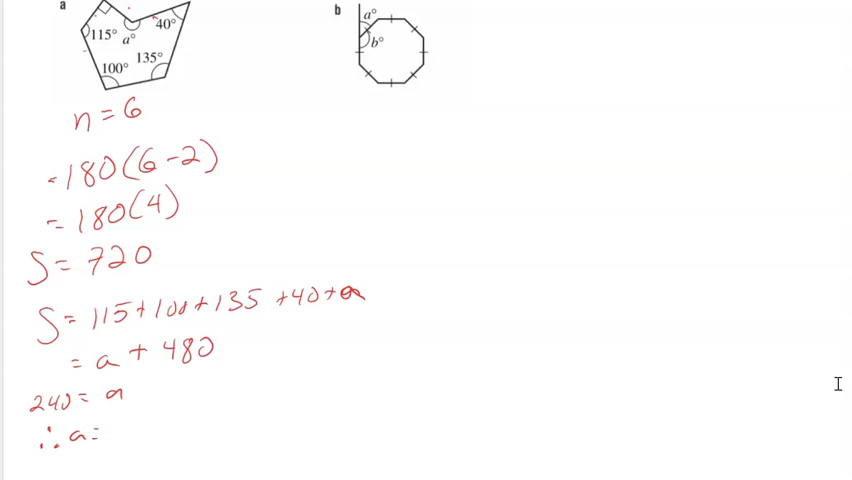 a
b
115°
40°
a°
100°
135°
a°
b°
n = 6
= 180(6 - 2)
= 180(4)
S = 720
S = 115 + 100 + 135 + 40 + a
= a + 480
240 = a
∴ a =